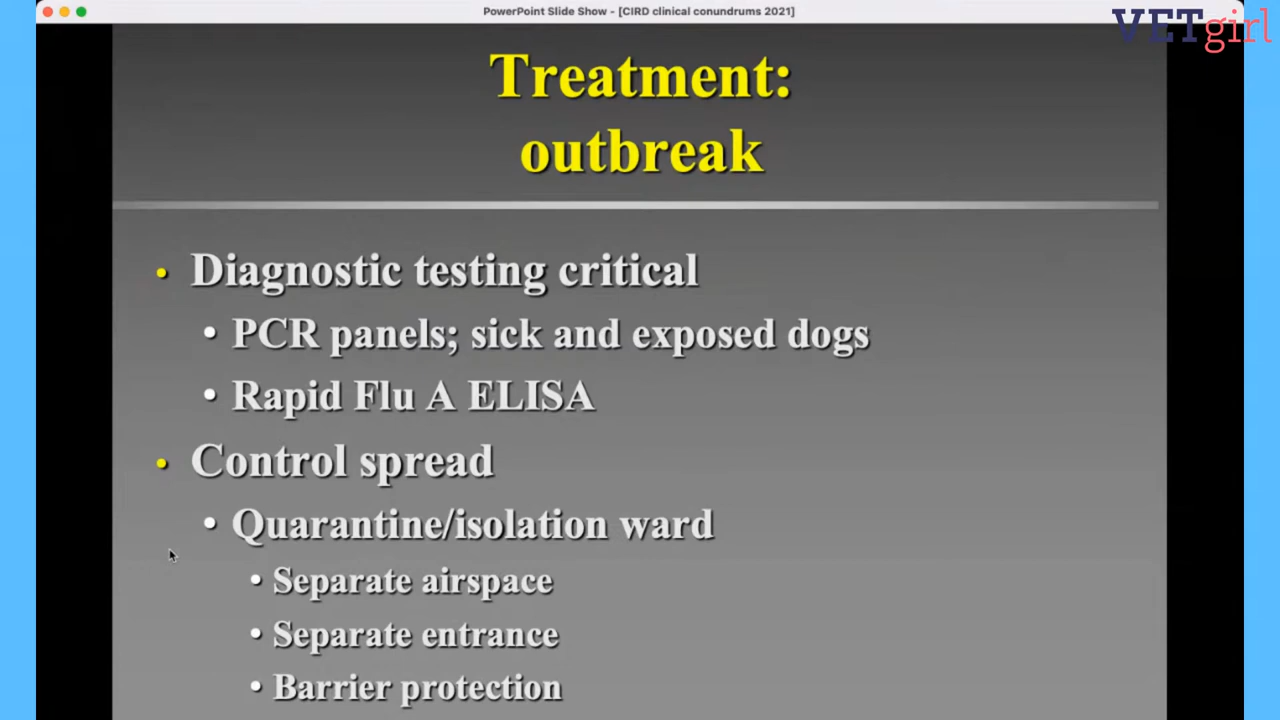 PowerPoint Slide Show - [CIRD clinical conundrums 2021]
VETgirl
Treatment:
outbreak
• Diagnostic testing critical
• PCR panels; sick and exposed dogs
• Rapid Flu A ELISA
• Control spread
• Quarantine/isolation ward
• Separate airspace
• Separate entrance
• Barrier protection